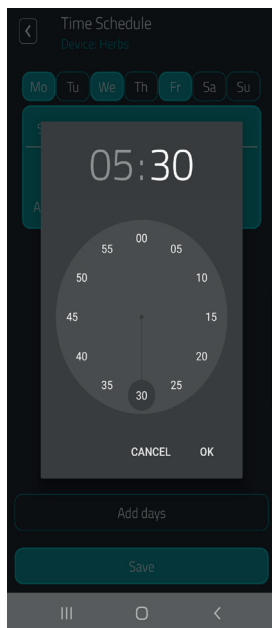 Time Schedule
Device: Herbs
Mo Tu We Th Fr Sa Su
S
05:30
00
55 05
50 10
45 15
A
40 20
35 25
30
CANCEL OK
Add days
Save